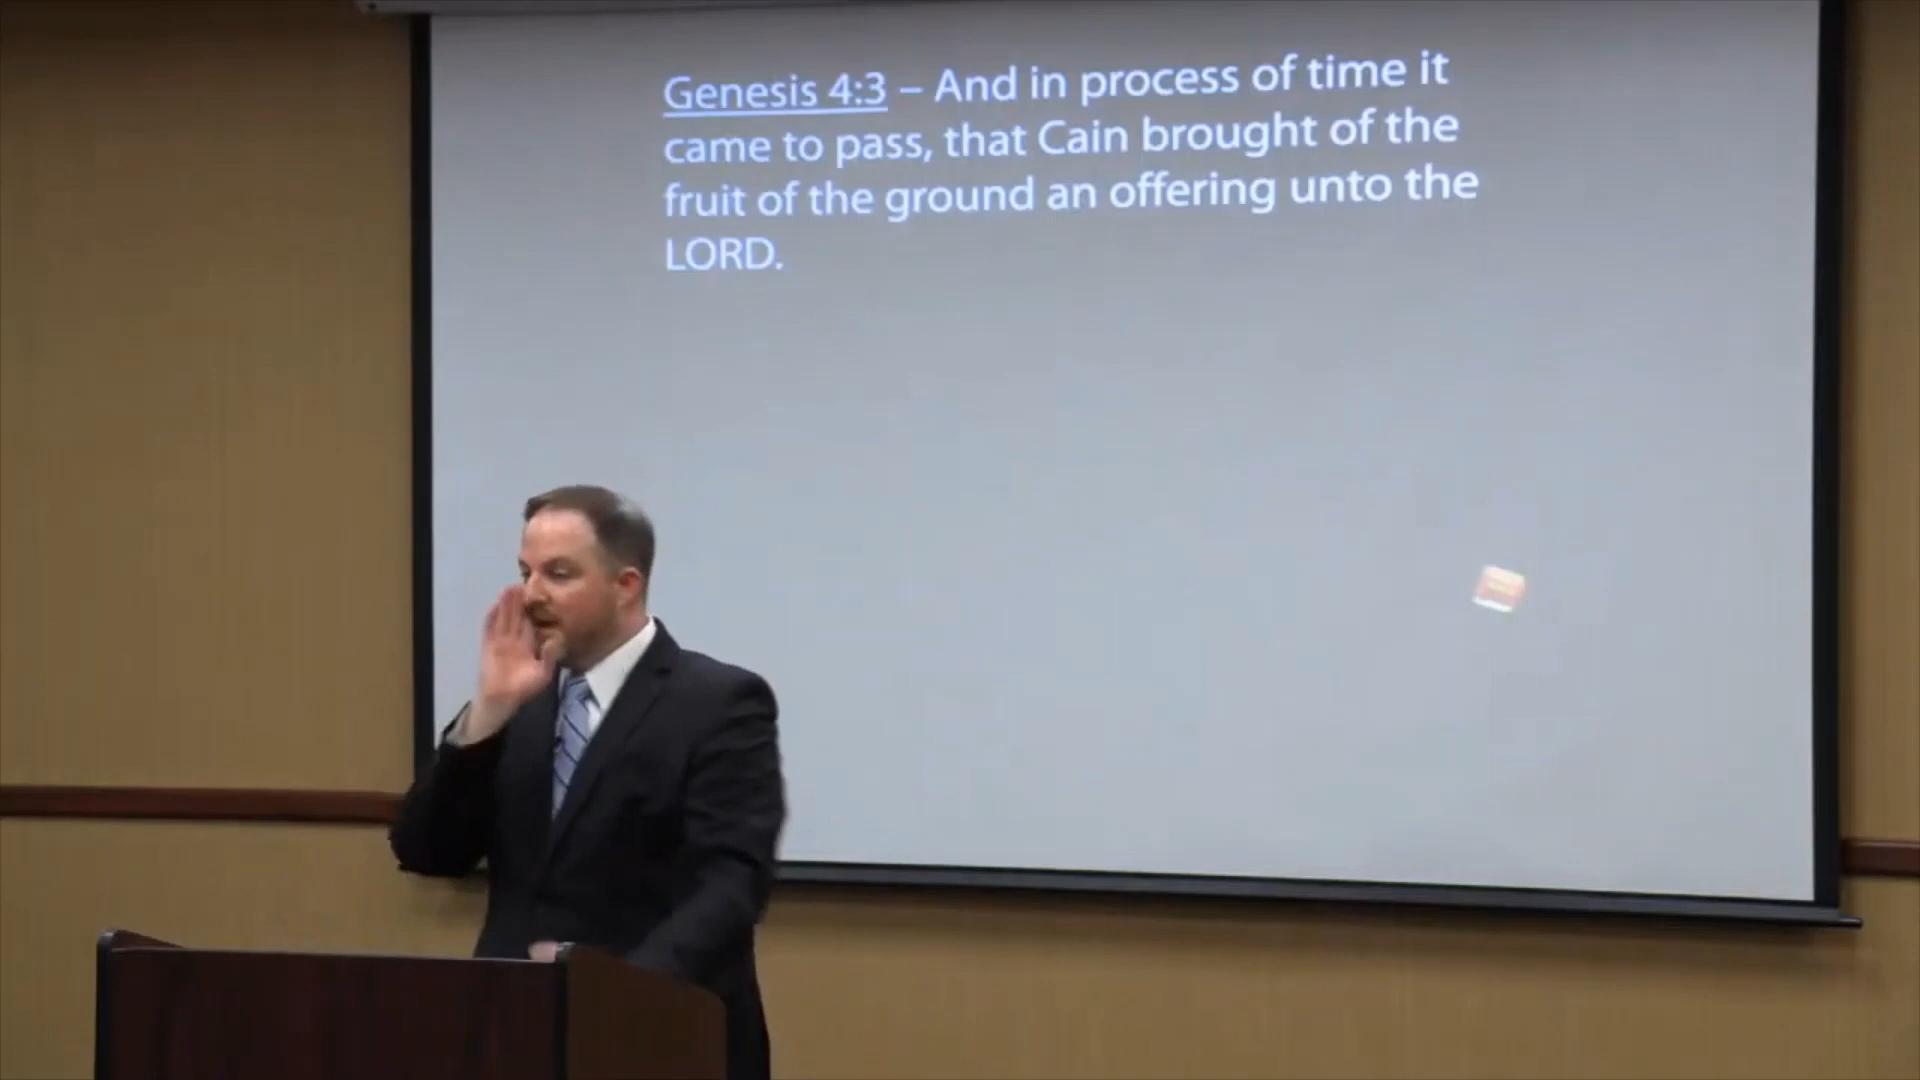 Genesis 4:3 – And in process of time it
came to pass, that Cain brought of the
fruit of the ground an offering unto the
LORD.